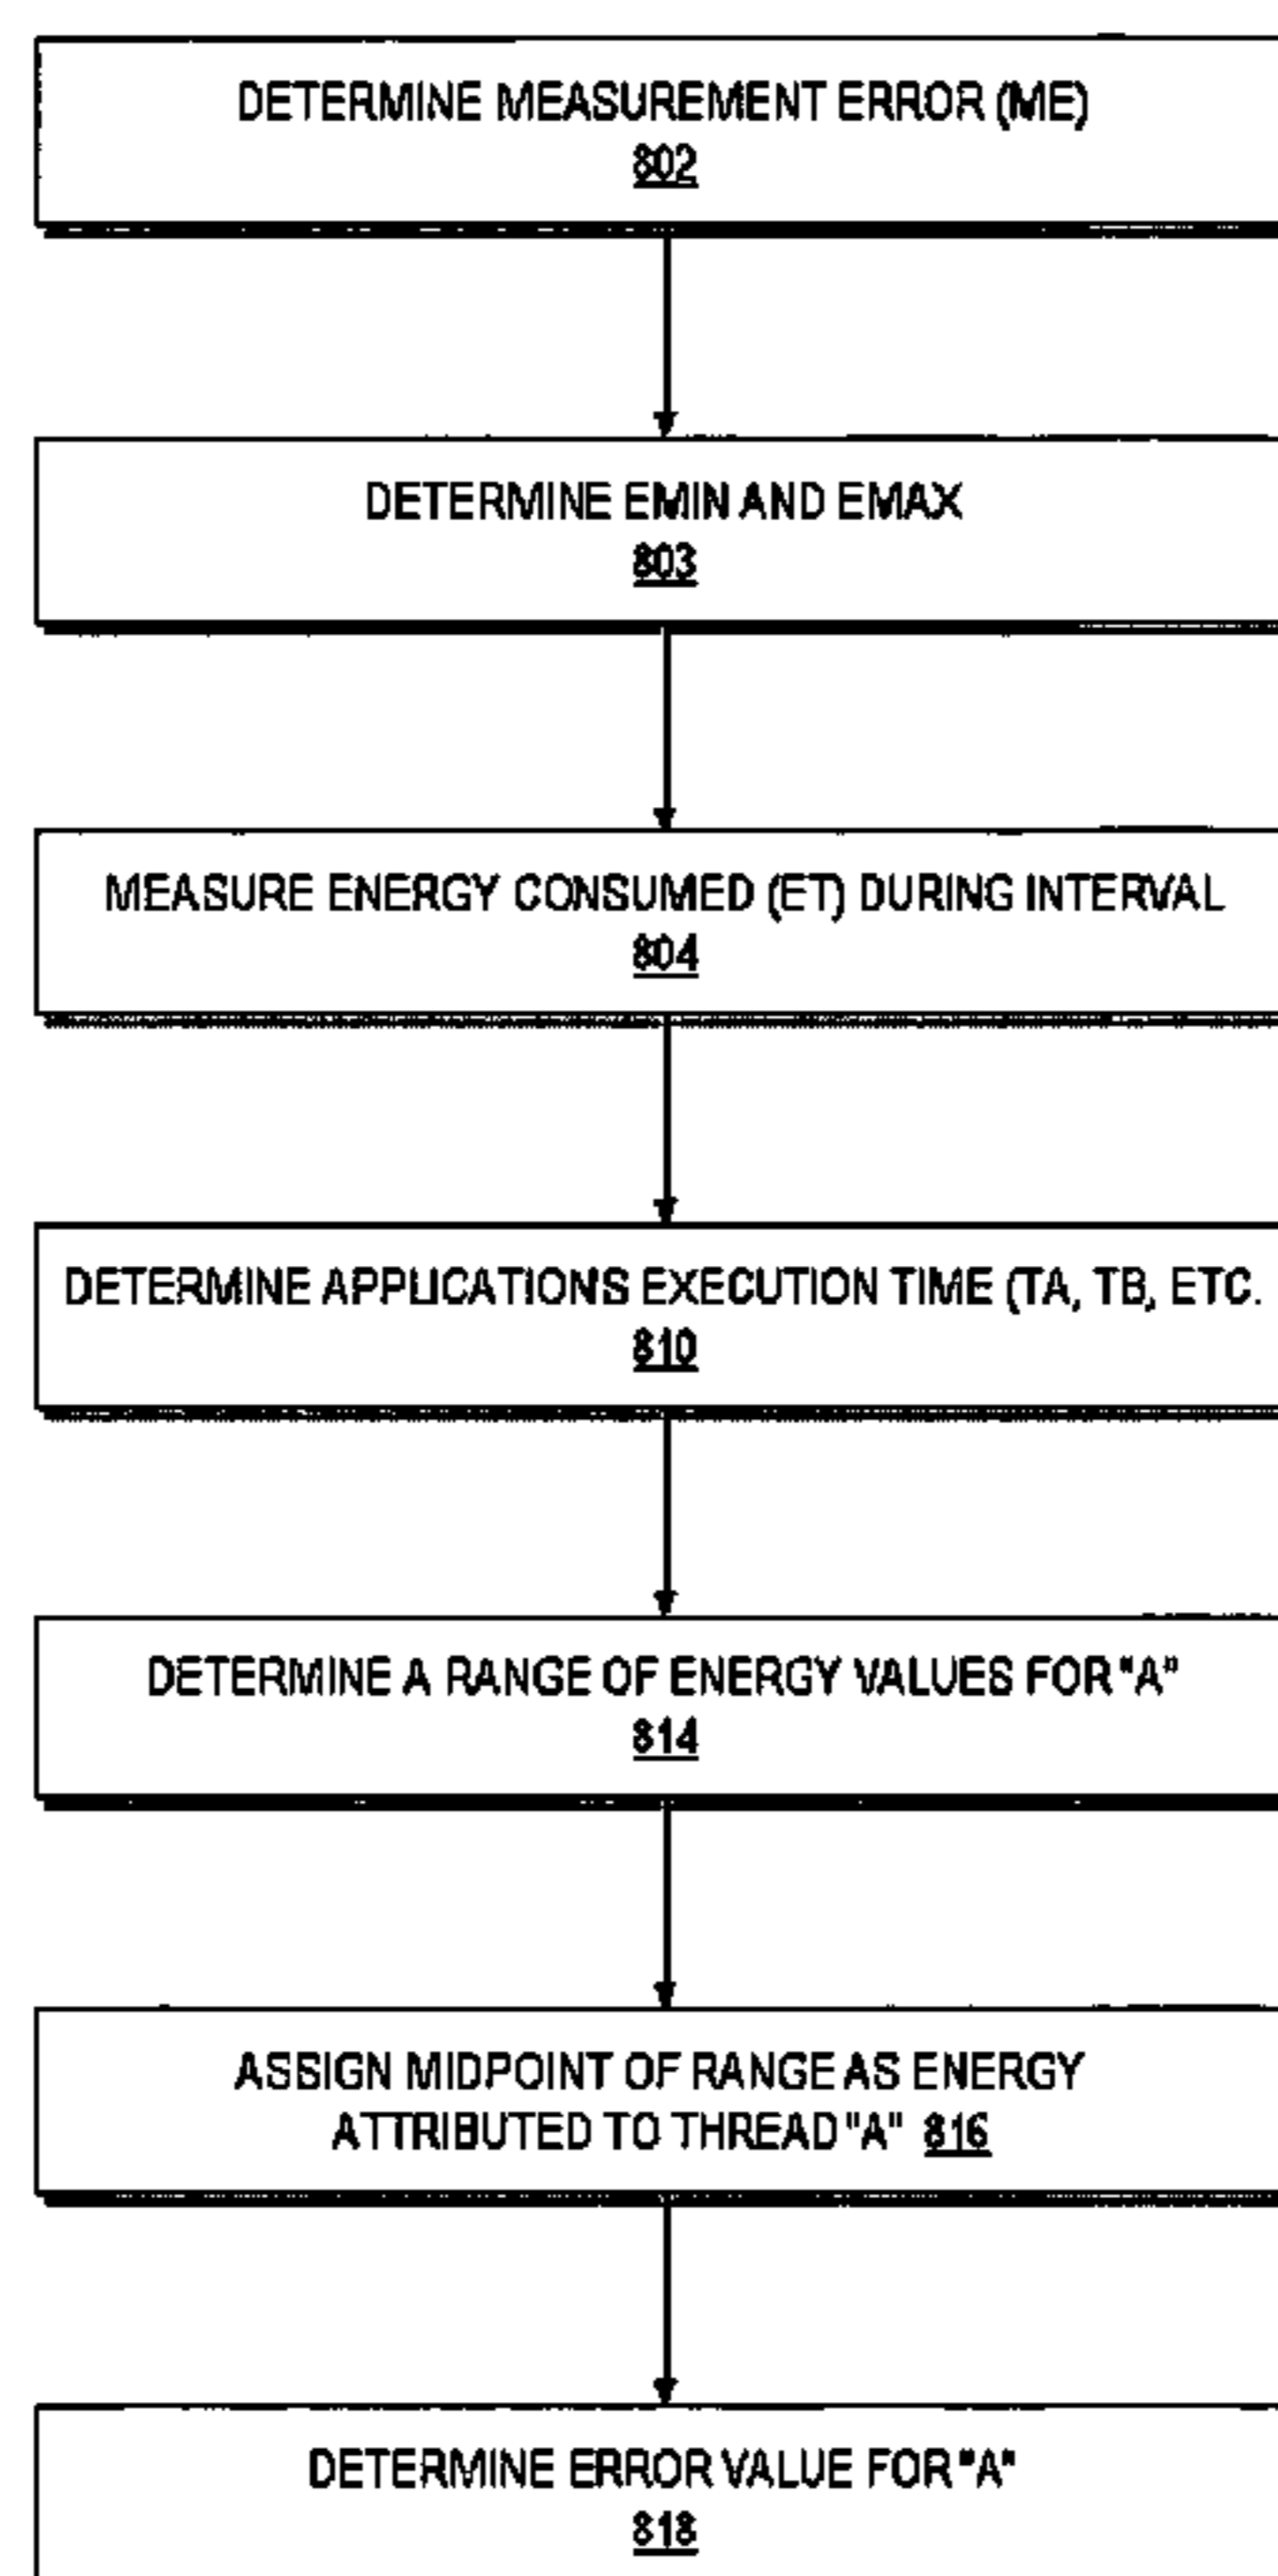 DETERMINE MEASUREMENT ERROR (ME)
802
DETERMINE EMIN AND EMAX
803
MEASURE ENERGY CONSUMED (ET) DURING INTERVAL
804
DETERMINE APPLICATIONS EXECUTION TIME (TA, TB, ETC.
810
DETERMINE A RANGE OF ENERGY VALUES FOR "A"
814
ASSIGN MIDPOINT OF RANGE AS ENERGY
ATTRIBUTED TO THREAD "A" 816
DETERMINE ERROR VALUE FOR "A"
818